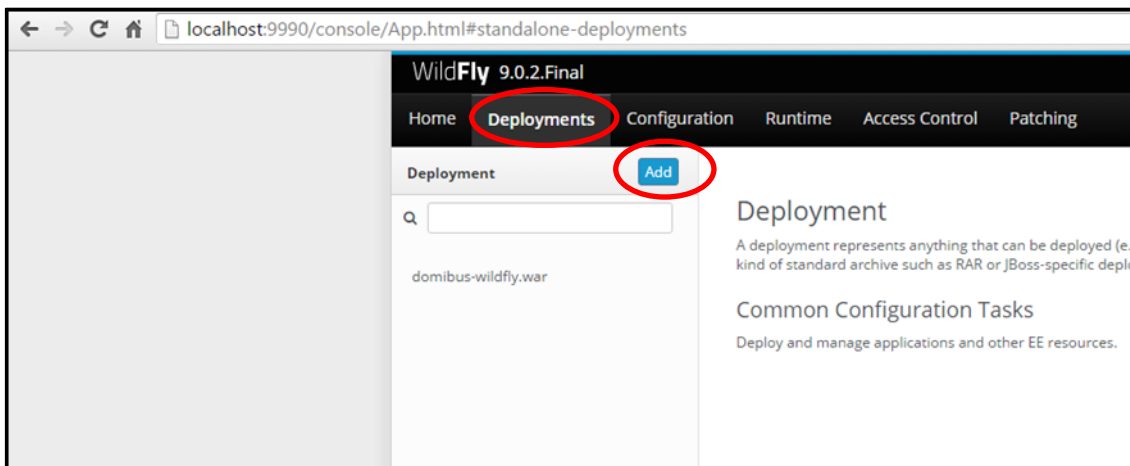 localhost:9990/console/App.html#standalone-deployments
WildFly 9.0.2.Final
Home Deployments Configuration Runtime Access Control Patching
Deployment Add
domibus-wildfly.war
Deployment
A deployment represents anything that can be deployed (e.
kind of standard archive such as RAR or JBoss-specific deplo
Common Configuration Tasks
Deploy and manage applications and other EE resources.